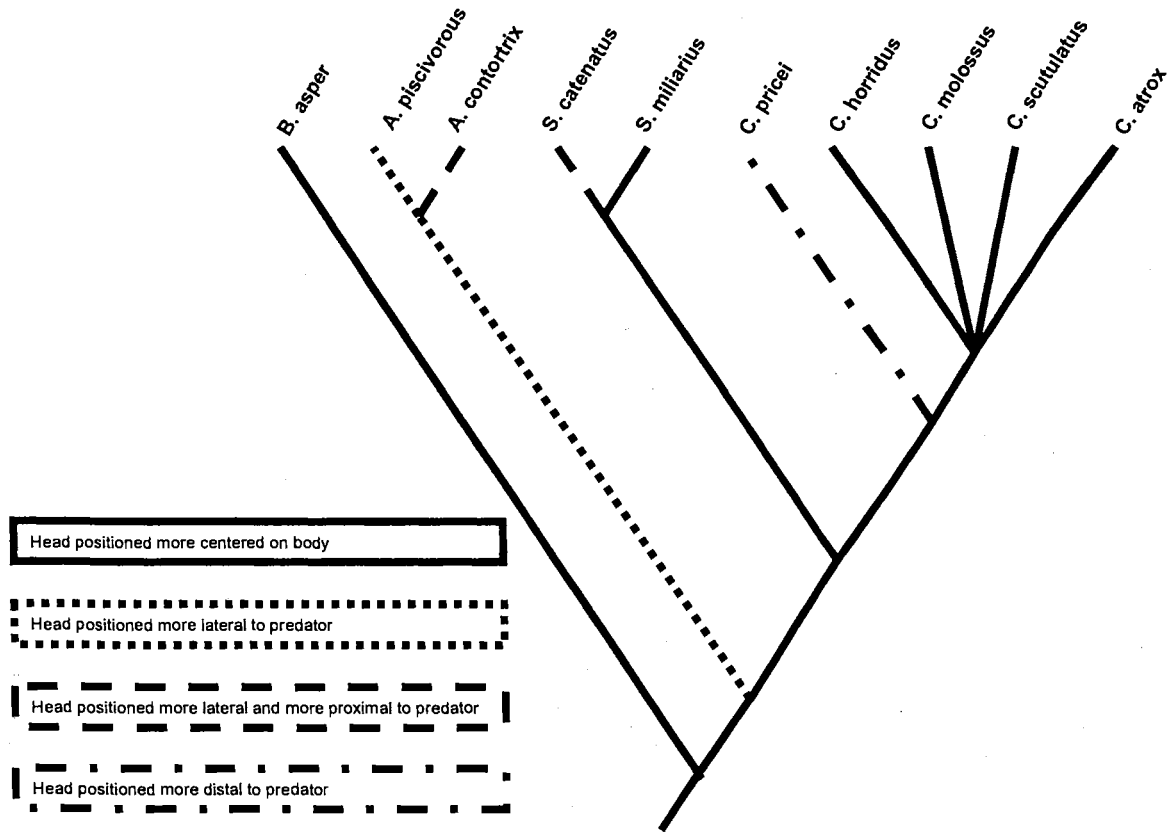 B. asper
A. piscivorous
A. contortrix
S. catenatus
S. miliarius
C. pricei
C. horridus
C. molossus
C. scutulatus
C. atrox
Head positioned more centered on body
Head positioned more lateral to predator
Head positioned more lateral and more proximal to predator
Head positioned more distal to predator